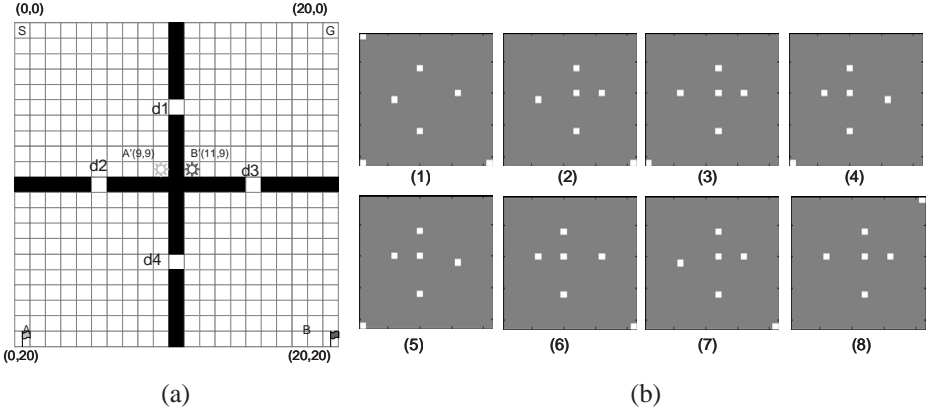 (0,0)
(20,0)
S
G
d1
A'(9,9)
B'(11,9)
d2
d3
d4
A
B
(0,20)
(20,20)
(a)
(1)
(2)
(3)
(4)
(5)
(6)
(7)
(8)
(b)